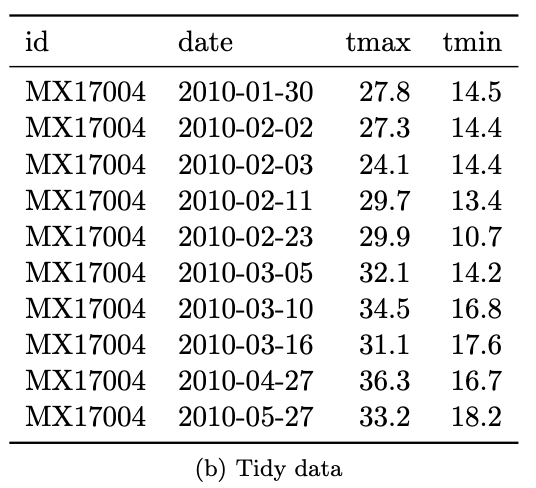 id date tmax tmin
MX17004 2010-01-30 27.8 14.5
MX17004 2010-02-02 27.3 14.4
MX17004 2010-02-03 24.1 14.4
MX17004 2010-02-11 29.7 13.4
MX17004 2010-02-23 29.9 10.7
MX17004 2010-03-05 32.1 14.2
MX17004 2010-03-10 34.5 16.8
MX17004 2010-03-16 31.1 17.6
MX17004 2010-04-27 36.3 16.7
MX17004 2010-05-27 33.2 18.2
(b) Tidy data